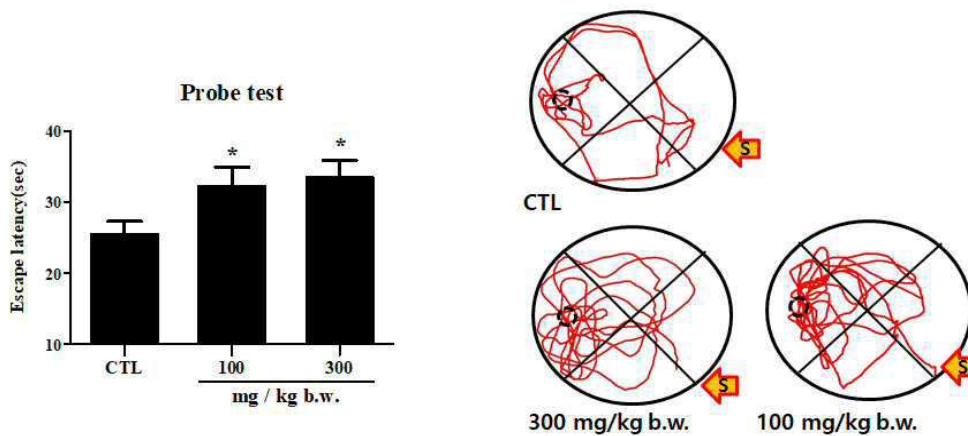 Probe test
Escape latency(sec)
40
30
20
10
*
*
CTL
100
300
mg / kg b.w.
S
CTL
S
S
300 mg/kg b.w.
100 mg/kg b.w.